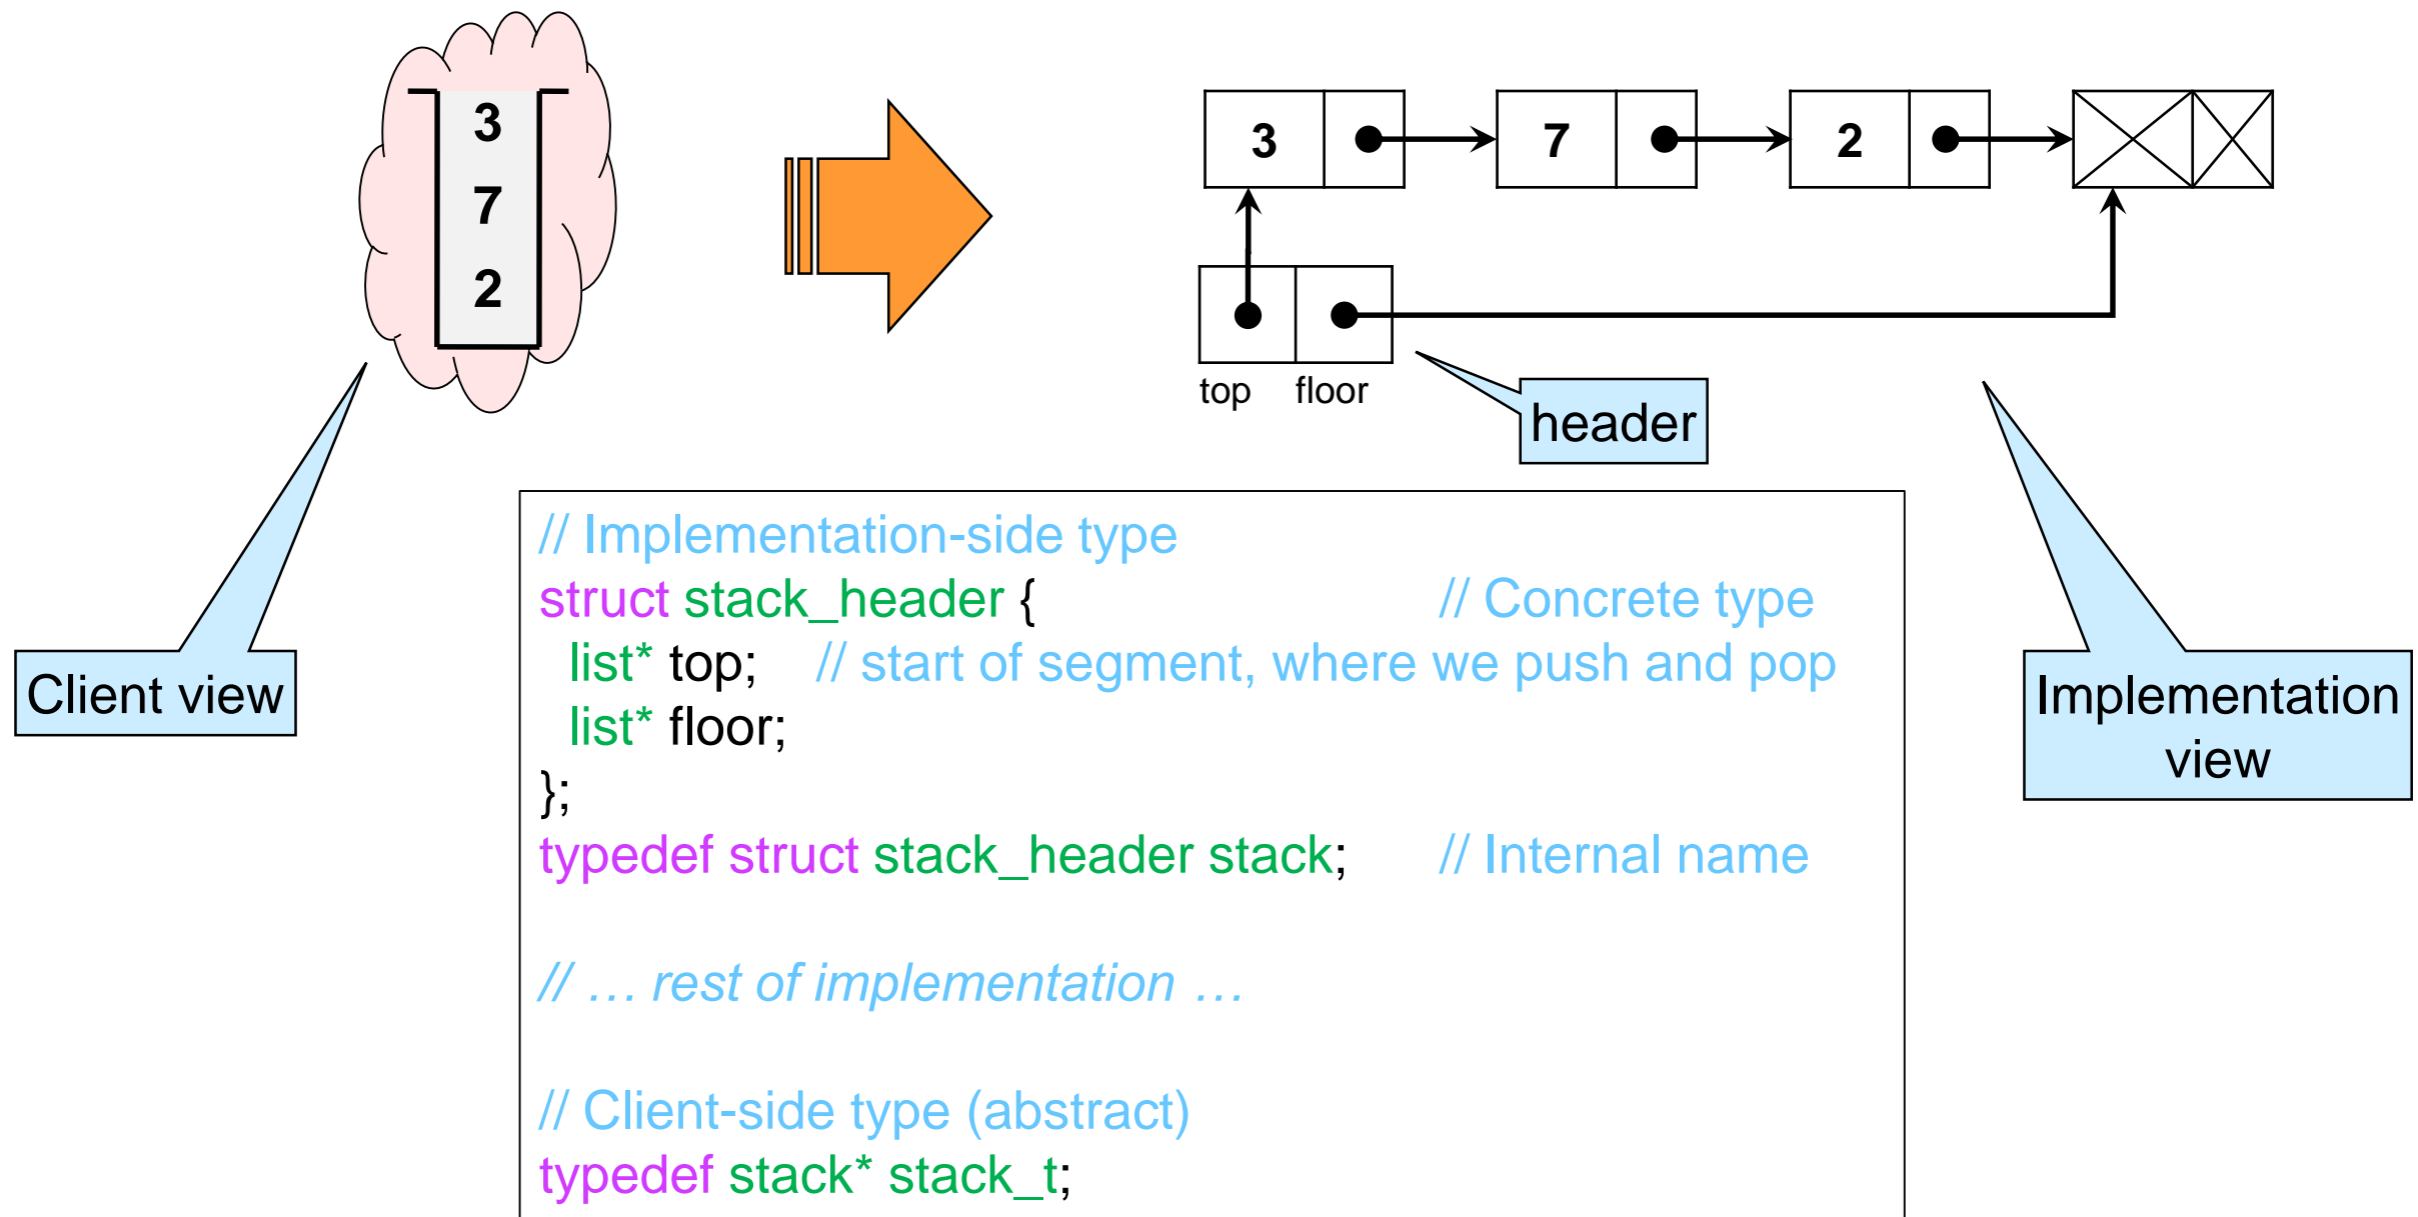 3
7
2
3 7 2
top floor
header
Client view
Implementation
view
// Implementation-side type
struct stack_header { // Concrete type
list* top; // start of segment, where we push and pop
list* floor;
};
typedef struct stack_header stack; // Internal name
// … rest of implementation …
// Client-side type (abstract)
typedef stack* stack_t;